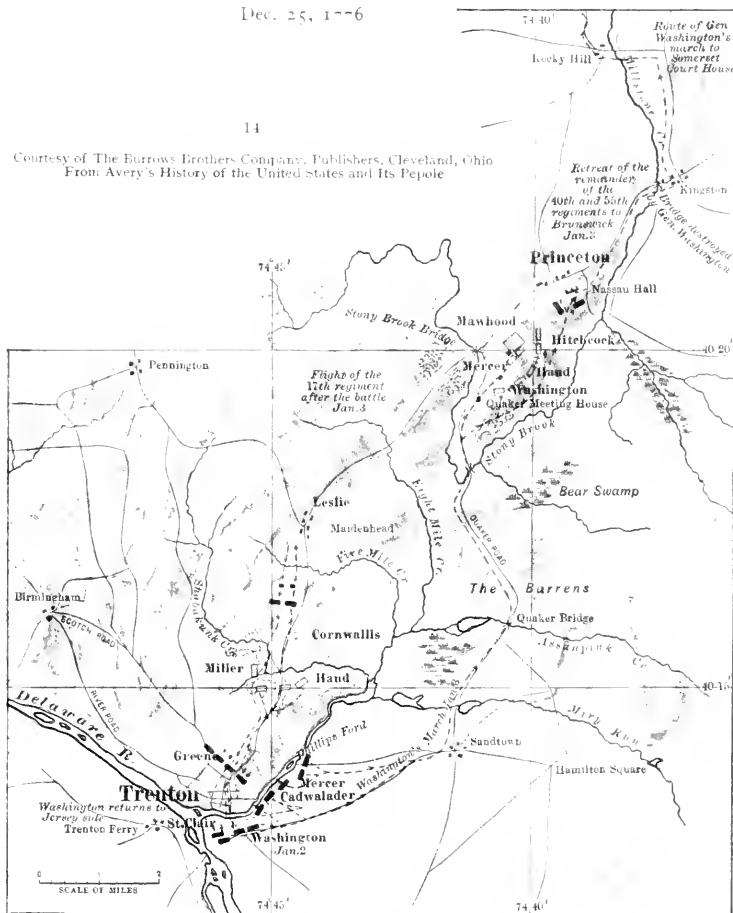 Dec. 25, 1776
14
Courtesy of The Burrows Brothers Company, Publishers, Cleveland, Ohio
From Avery's History of the United States and Its Pepole
74°40'
Route of Gen
Washington's
march to
Somerset
Court House
Rocky Hill
Millstone
Retreat of the
remainder
of the
40th and 55th
regiments to
Brunswick
Jan.3
Kingston
Bridge destroyed
by Gen. Washington
Princeton
Nassau Hall
74°45'
Stony Brook Bridge
Mawhood
Hitchcock
40°20'
Mercer
Hand
Washington
Quaker Meeting House
Pennington
Flight of the
17th regiment
after the battle
Jan.3
Stony Brook
Bear Swamp
Leslie
Maidenhead
Eight Mile Cr.
QUAKER ROAD
Five Mile C.
Shabakunk Cr.
The Barrens
Birmingham
SCOTCH ROAD
Quaker Bridge
Cornwallis
Assanpink
Cr.
Miller
Hand
40°15'
Delaware R.
RIVER ROAD
Miry Run
Phillips Ford
Greene
Washington's March Jan.3
Sandtown
Hamilton Square
Trenton
Mercer
Cadwalader
Washington returns to
Jersey side
St.Clair
Trenton Ferry
Washington
Jan.2
0
2
SCALE OF MILES
74°45'
74°40'